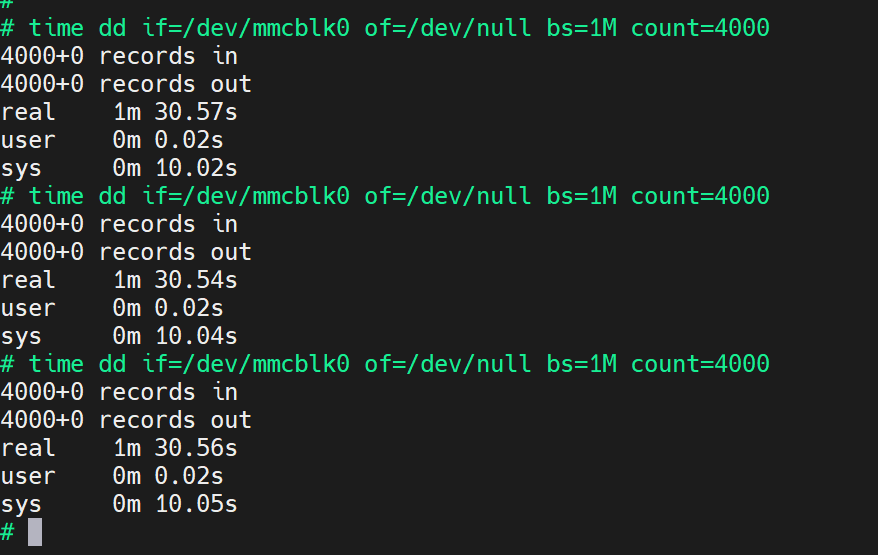 #
# time dd if=/dev/mmcblk0 of=/dev/null bs=1M count=4000
4000+0 records in
4000+0 records out
real    1m 30.57s
user    0m 0.02s
sys     0m 10.02s
# time dd if=/dev/mmcblk0 of=/dev/null bs=1M count=4000
4000+0 records in
4000+0 records out
real    1m 30.54s
user    0m 0.02s
sys     0m 10.04s
# time dd if=/dev/mmcblk0 of=/dev/null bs=1M count=4000
4000+0 records in
4000+0 records out
real    1m 30.56s
user    0m 0.02s
sys     0m 10.05s
#